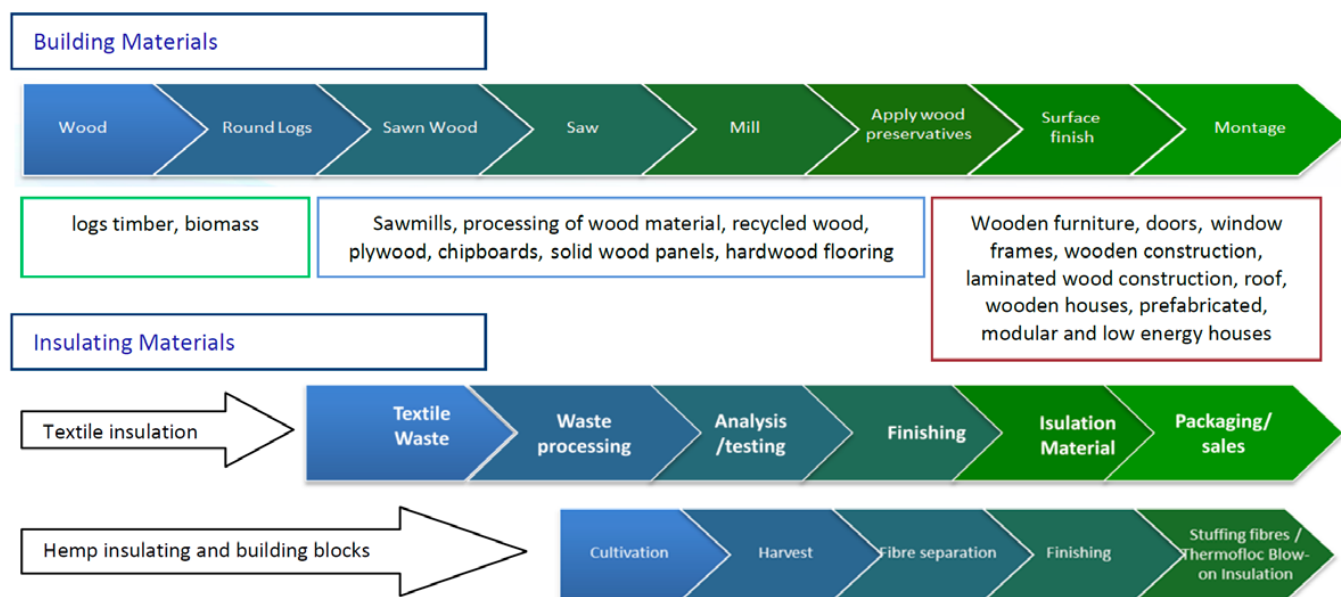 Building Materials
Wood
Round Logs
Sawn Wood
Saw
Mill
Apply wood
preservatives
Surface
finish
Montage
logs timber, biomass
Sawmills, processing of wood material, recycled wood,
plywood, chipboards, solid wood panels, hardwood flooring
Wooden furniture, doors, window
frames, wooden construction,
laminated wood construction, roof,
wooden houses, prefabricated,
modular and low energy houses
Insulating Materials
Textile insulation
Textile
Waste
Waste
processing
Analysis
/testing
Finishing
Isulation
Material
Packaging/
sales
Hemp insulating and building blocks
Cultivation
Harvest
Fibre separation
Finishing
Stuffing fibres /
Thermofloc Blow-
on Insulation